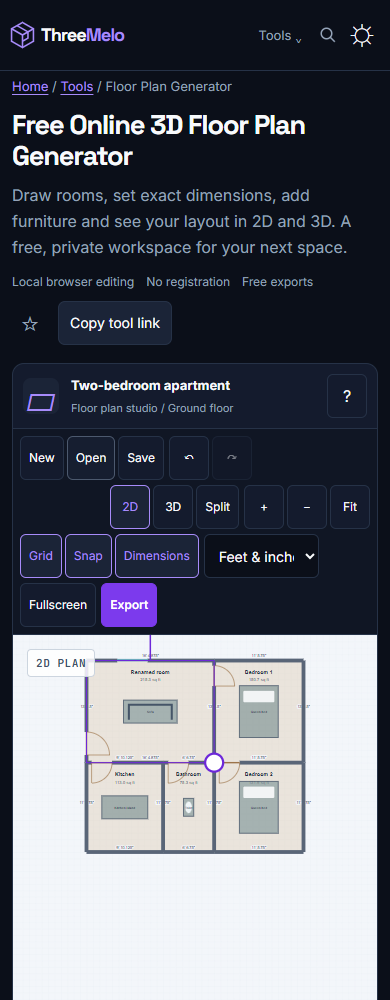 ThreeMelo
Tools
Home / Tools / Floor Plan Generator
Free Online 3D Floor Plan
Generator
Draw rooms, set exact dimensions, add
furniture and see your layout in 2D and 3D. A
free, private workspace for your next space.
Local browser editing No registration Free exports
☆ Copy tool link
Two-bedroom apartment
Floor plan studio / Ground floor
?
New Open Save
2D 3D Split + − Fit
Grid Snap Dimensions Feet & inch
Fullscreen Export
2D PLAN
Renamed room
Bedroom 1
Kitchen
Bathroom
Bedroom 2